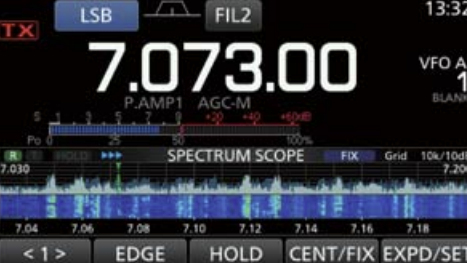 LSB FIL2 13:32
TX
7.073.00
VFO A
1
P.AMP1 AGC-M
BLANK
S 1 3 5 7 9 +20 +40 +60dB
Po 0 25 50 100%
R T HOLD SPECTRUM SCOPE FIX Grid 10k/10d
7.030 7.200
7.04 7.06 7.08 7.10 7.12 7.14 7.16 7.18
<1> EDGE HOLD CENT/FIX EXPD/SET